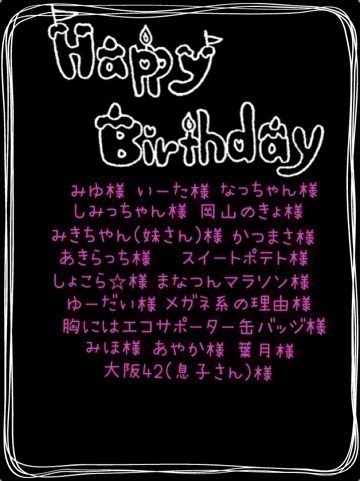 Happy
Birthday
みゆ様 いーた様 なっちゃん様
しみっちゃん様 岡山のきょ様
みきちゃん(妹さん)様 かつまさ様
あきらっち様 スイートポテト様
しょこら☆様 まなつんマラソン様
ゆーだい様 メガネ系の理由様
胸にはエコサポーター缶バッジ様
みほ様 あやか様 葉月様
大阪42(息子さん)様